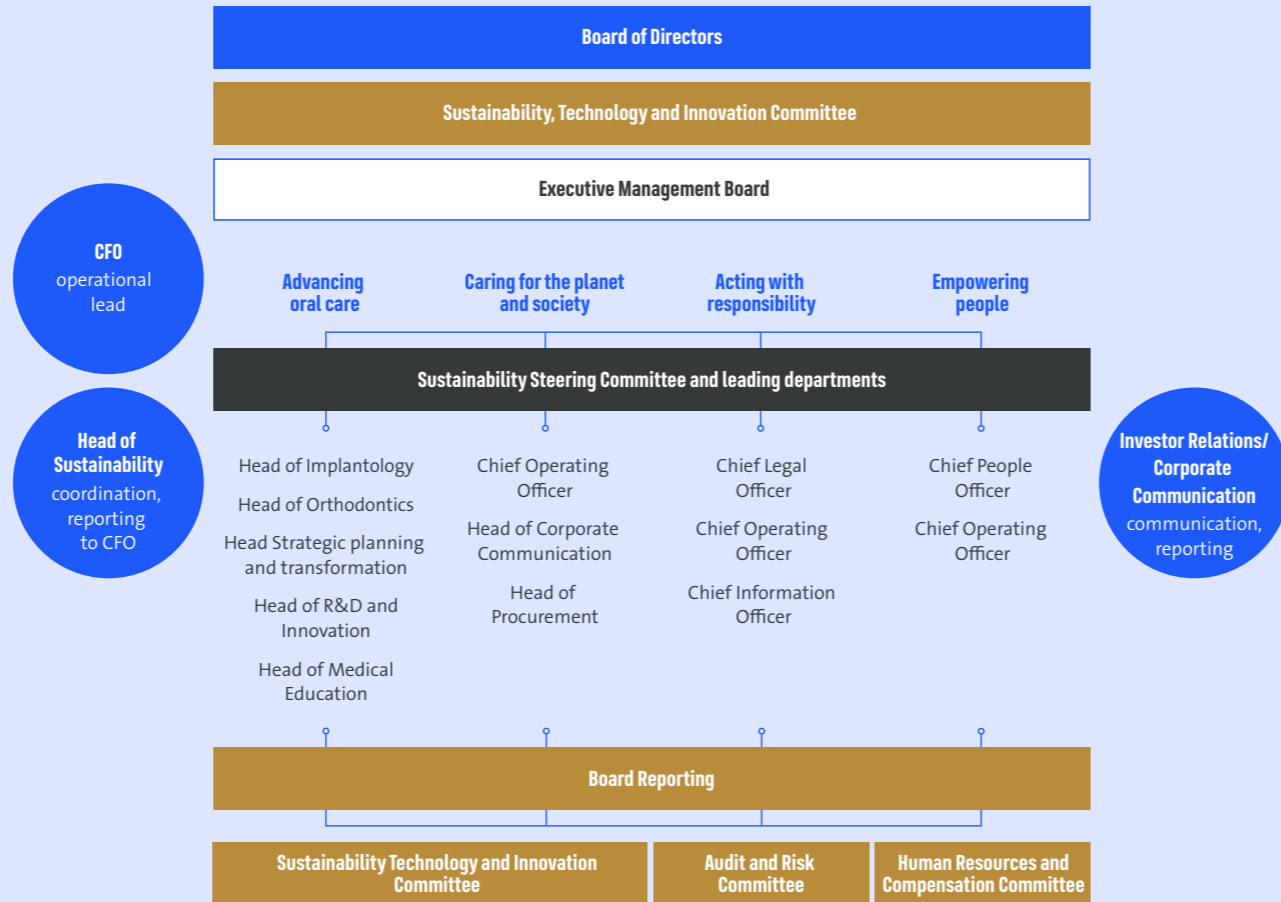 Board of Directors
Sustainability, Technology and Innovation Committee
Executive Management Board
CFO
operational
lead
Advancing
oral care
Caring for the planet
and society
Acting with
responsibility
Empowering
people
Sustainability Steering Committee and leading departments
Head of
Sustainability
coordination,
reporting
to CFO
Head of Implantology
Head of Orthodontics
Head Strategic planning
and transformation
Head of R&D and
Innovation
Head of Medical
Education
Chief Operating
Officer
Head of Corporate
Communication
Head of
Procurement
Chief Legal
Officer
Chief Operating
Officer
Chief Information
Officer
Chief People
Officer
Chief Operating
Officer
Investor Relations/
Corporate
Communication
communication,
reporting
Board Reporting
Sustainability Technology and Innovation
Committee
Audit and Risk
Committee
Human Resources and
Compensation Committee